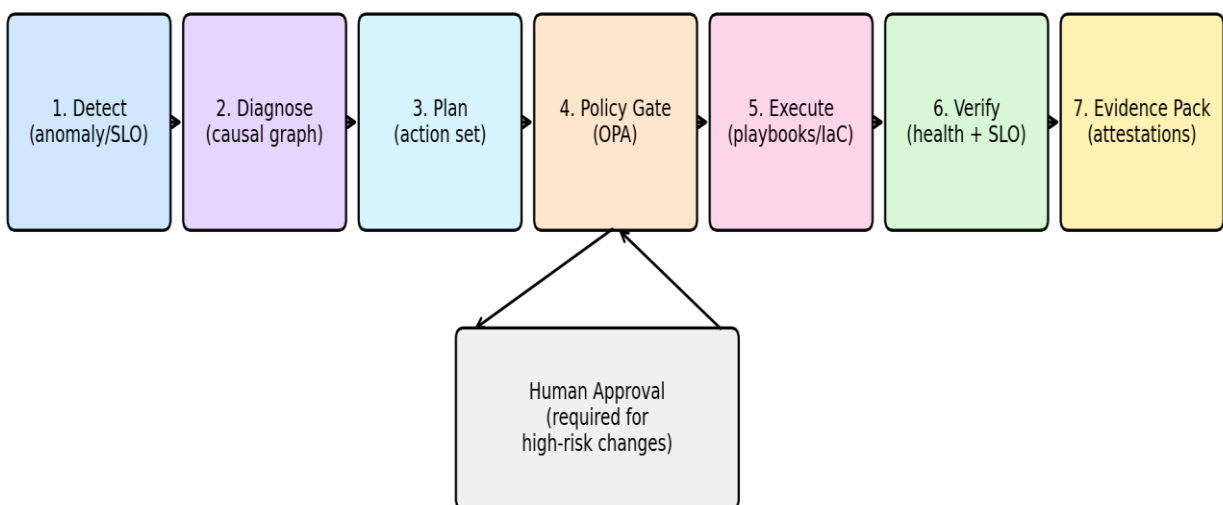 1. Detect
(anomaly/SLO)
2. Diagnose
(causal graph)
3. Plan
(action set)
4. Policy Gate
(OPA)
5. Execute
(playbooks/IaC)
6. Verify
(health + SLO)
7. Evidence Pack
(attestations)
Human Approval
(required for
high-risk changes)